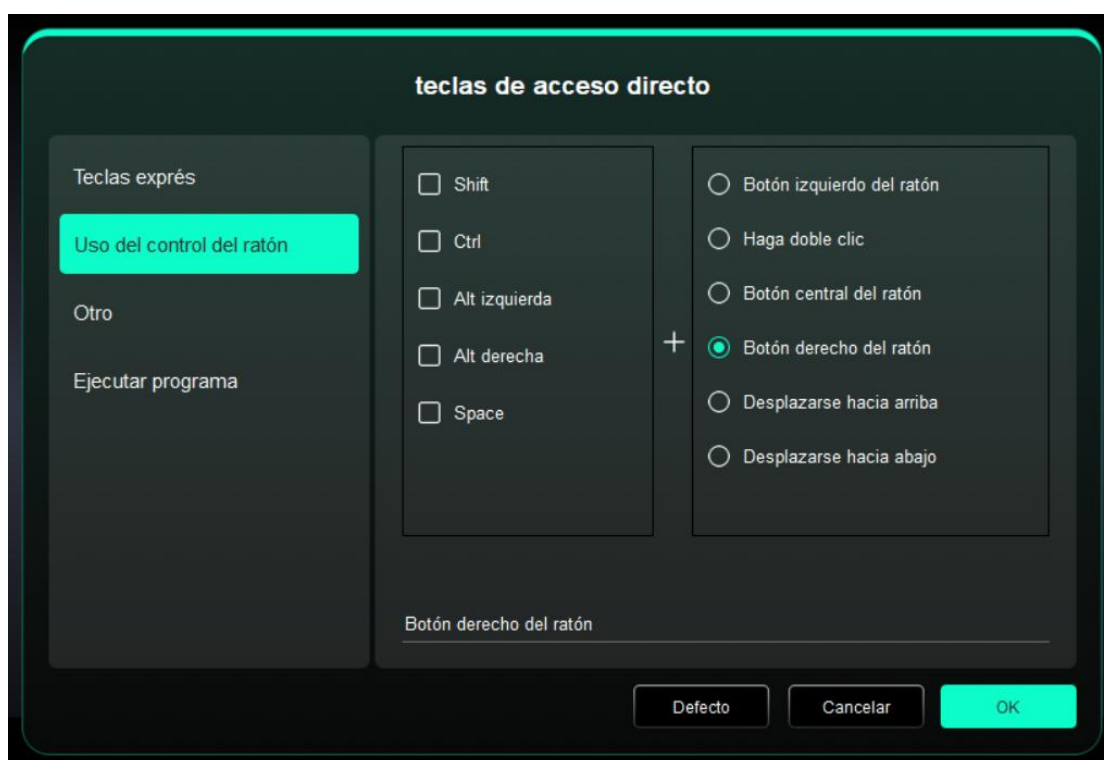 teclas de acceso directo
Teclas exprés
Uso del control del ratón
Otro
Ejecutar programa
Shift
Ctrl
Alt izquierda
Alt derecha
Space
+
Botón izquierdo del ratón
Haga doble clic
Botón central del ratón
Botón derecho del ratón
Desplazarse hacia arriba
Desplazarse hacia abajo
Botón derecho del ratón
Defecto
Cancelar
OK